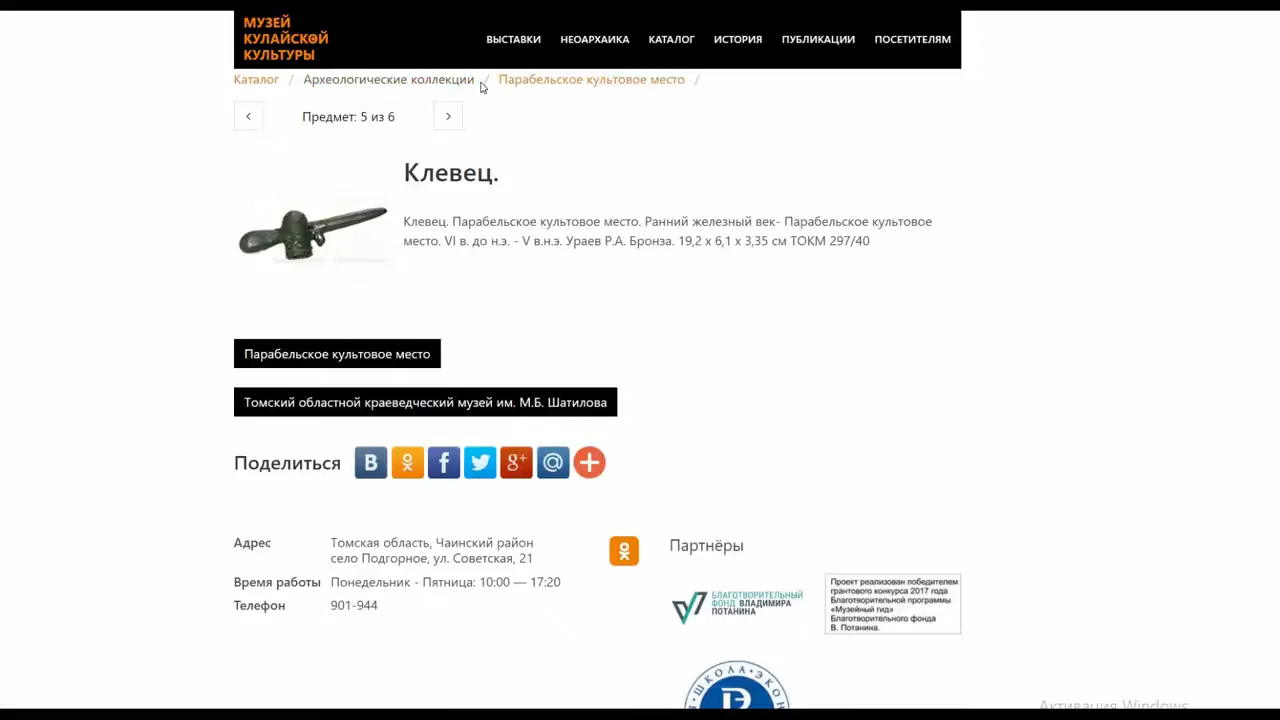 МУЗЕЙ
КУЛАЙСКОЙ
КУЛЬТУРЫ
ВЫСТАВКИ НЕОАРХАИКА КАТАЛОГ ИСТОРИЯ ПУБЛИКАЦИИ ПОСЕТИТЕЛЯМ
Каталог / Археологические коллекции / Парабельское культовое место /
‹ Предмет: 5 из 6 ›
Клевец.
Клевец. Парабельское культовое место. Ранний железный век- Парабельское культовое
место. VI в. до н.э. - V в.н.э. Ураев Р.А. Бронза. 19,2 x 6,1 x 3,35 см ТОКМ 297/40
Парабельское культовое место
Томский областной краеведческий музей им. М.Б. Шатилова
Поделиться
Адрес Томская область, Чаинский район
село Подгорное, ул. Советская, 21
Время работы Понедельник - Пятница: 10:00 — 17:20
Телефон 901-944
Партнёры
БЛАГОТВОРИТЕЛЬНЫЙ
ФОНД ВЛАДИМИРА
ПОТАНИНА
Проект реализован победителем
грантового конкурса 2017 года
Благотворительной программы
«Музейный гид»
Благотворительного фонда
В. Потанина.
ШКОЛА ЭКОН
Активация Windows